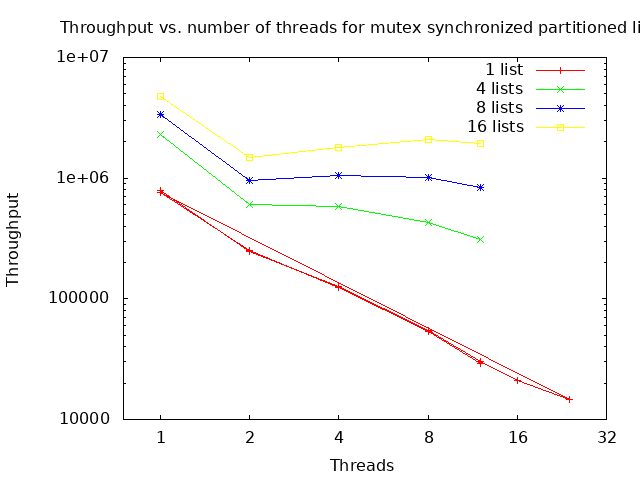 Throughput vs. number of threads for mutex synchronized partitioned li
1e+07
1 list
4 lists
8 lists
16 lists
1e+06
Throughput
100000
10000
1 2 4 8 16 32
Threads